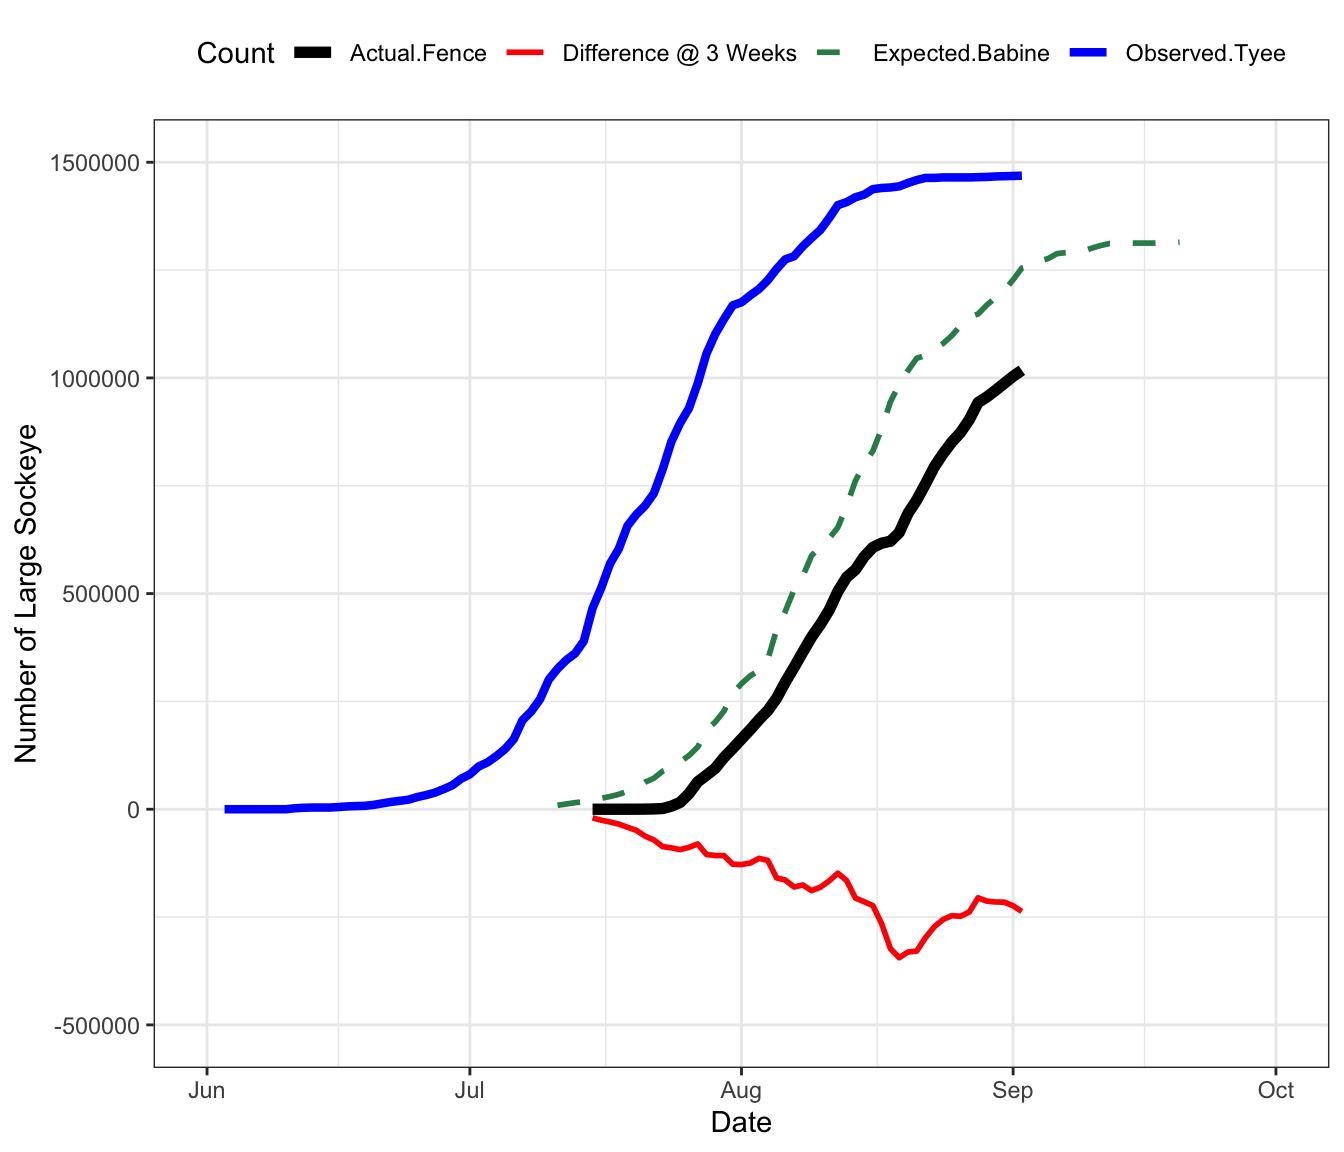 Count Actual.Fence Difference @ 3 Weeks Expected.Babine Observed.Tyee
1500000
1000000
500000
0
-500000
Number of Large Sockeye
Jun Jul Aug Sep Oct
Date